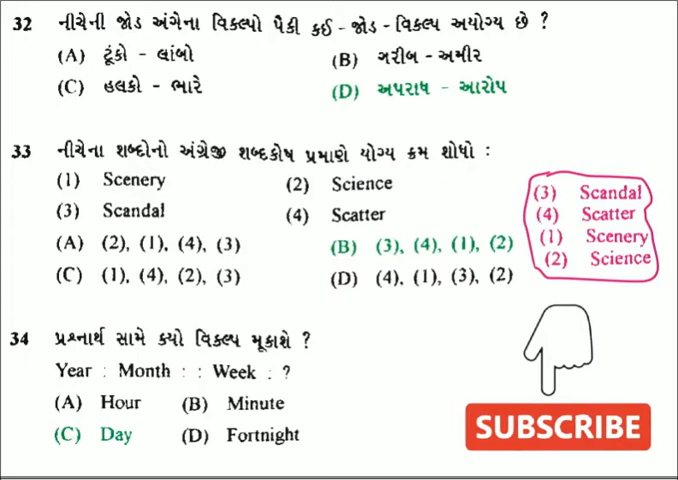 32 નીચેની જોડ અંગેના વિકલ્પો પૈકી કઈ - જોડ - વિકલ્પ અયોગ્ય છે ?
(A) ટૂંકો - લાંબો (B) ગરીબ - અમીર
(C) હલકો - ભારે (D) અપરાધ - આરોપ
33 નીચેના શબ્દોનો અંગ્રેજી શબ્દકોષ પ્રમાણે યોગ્ય ક્રમ શોધો :
(1) Scenery (2) Science
(3) Scandal (4) Scatter
(A) (2), (1), (4), (3) (B) (3), (4), (1), (2)
(C) (1), (4), (2), (3) (D) (4), (1), (3), (2)
(3) Scandal
(4) Scatter
(1) Scenery
(2) Science
34 પ્રશ્નાર્થ સામે ક્યો વિકલ્પ મૂકાશે ?
Year : Month : : Week : ?
(A) Hour (B) Minute
(C) Day (D) Fortnight
SUBSCRIBE